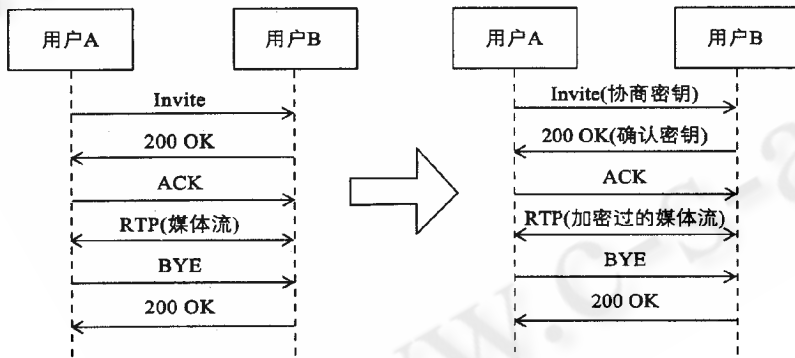 用户A
用户B
Invite
200 OK
ACK
RTP(媒体流)
BYE
200 OK
用户A
用户B
Invite(协商密钥)
200 OK(确认密钥)
ACK
RTP(加密过的媒体流)
BYE
200 OK
www.c-s-a